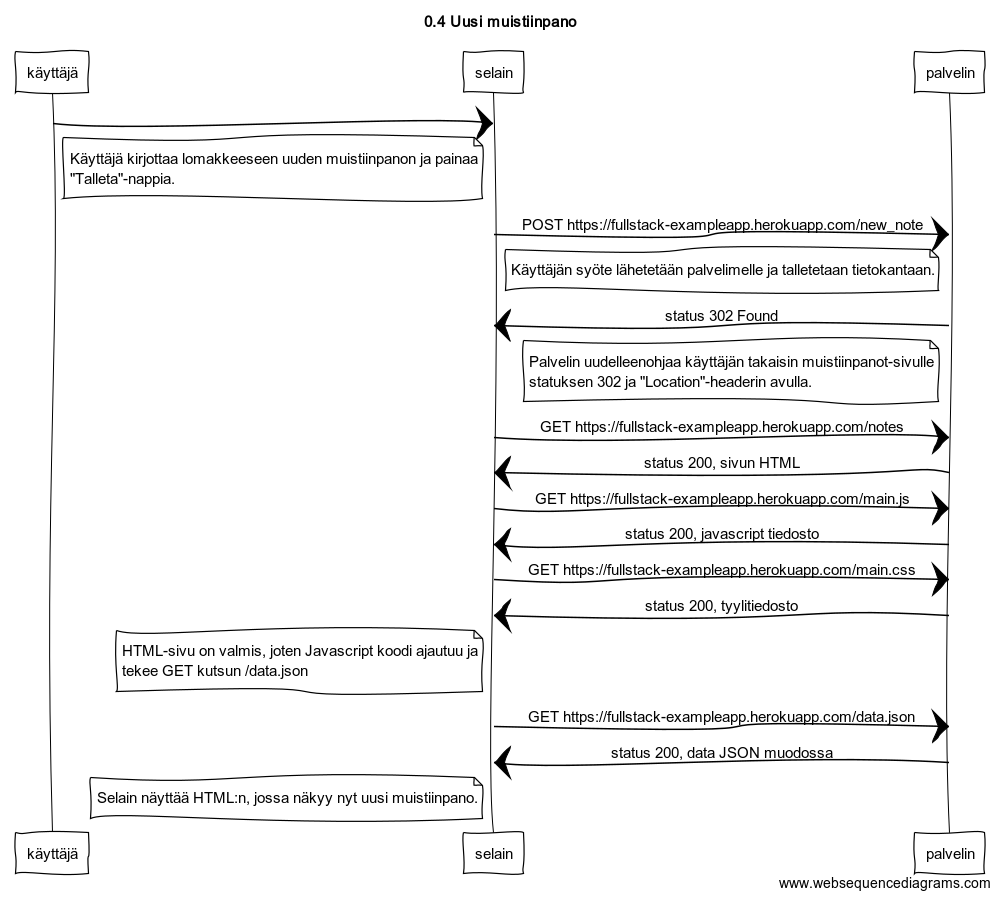 0.4 Uusi muistiinpano
käyttäjä
selain
palvelin
Käyttäjä kirjottaa lomakkeeseen uuden muistiinpanon ja painaa
"Talleta"-nappia.
POST https://fullstack-exampleapp.herokuapp.com/new_note
Käyttäjän syöte lähetetään palvelimelle ja talletetaan tietokantaan.
status 302 Found
Palvelin uudelleenohjaa käyttäjän takaisin muistiinpanot-sivulle
statuksen 302 ja "Location"-headerin avulla.
GET https://fullstack-exampleapp.herokuapp.com/notes
status 200, sivun HTML
GET https://fullstack-exampleapp.herokuapp.com/main.js
status 200, javascript tiedosto
GET https://fullstack-exampleapp.herokuapp.com/main.css
status 200, tyylitiedosto
HTML-sivu on valmis, joten Javascript koodi ajautuu ja
tekee GET kutsun /data.json
GET https://fullstack-exampleapp.herokuapp.com/data.json
status 200, data JSON muodossa
Selain näyttää HTML:n, jossa näkyy nyt uusi muistiinpano.
käyttäjä
selain
palvelin
www.websequencediagrams.com